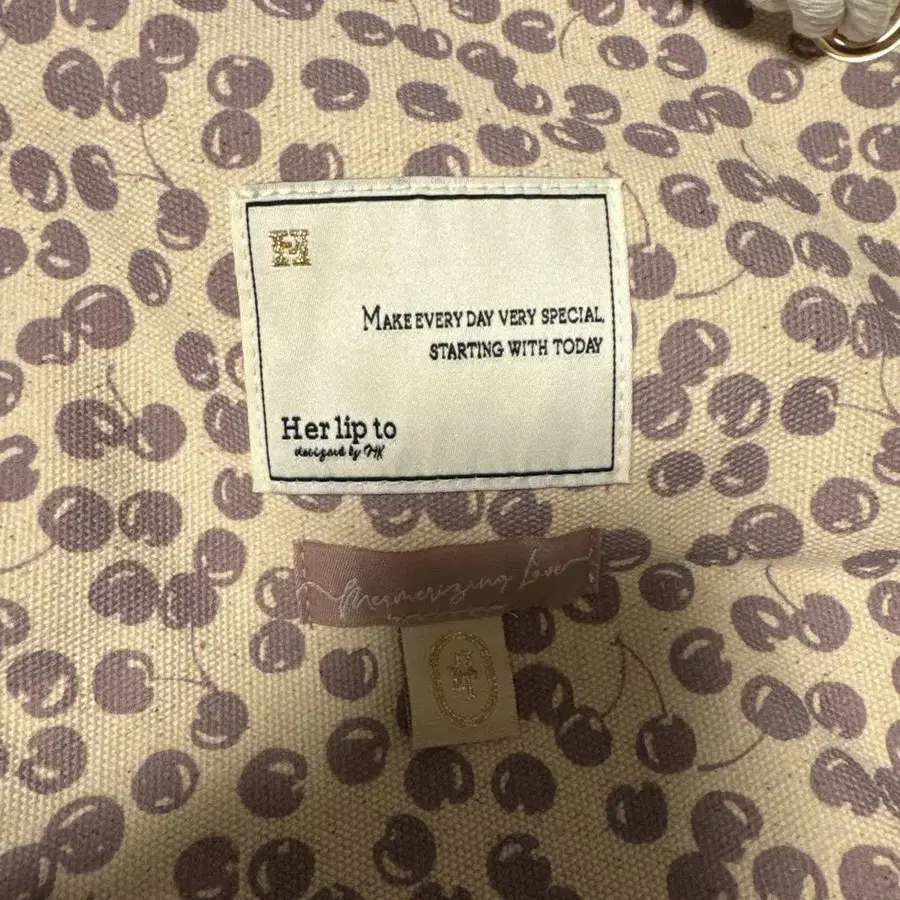 H
MAKE EVERY DAY VERY SPECIAL,
STARTING WITH TODAY
Her lip to
designed by HK
Mesmerizing Love